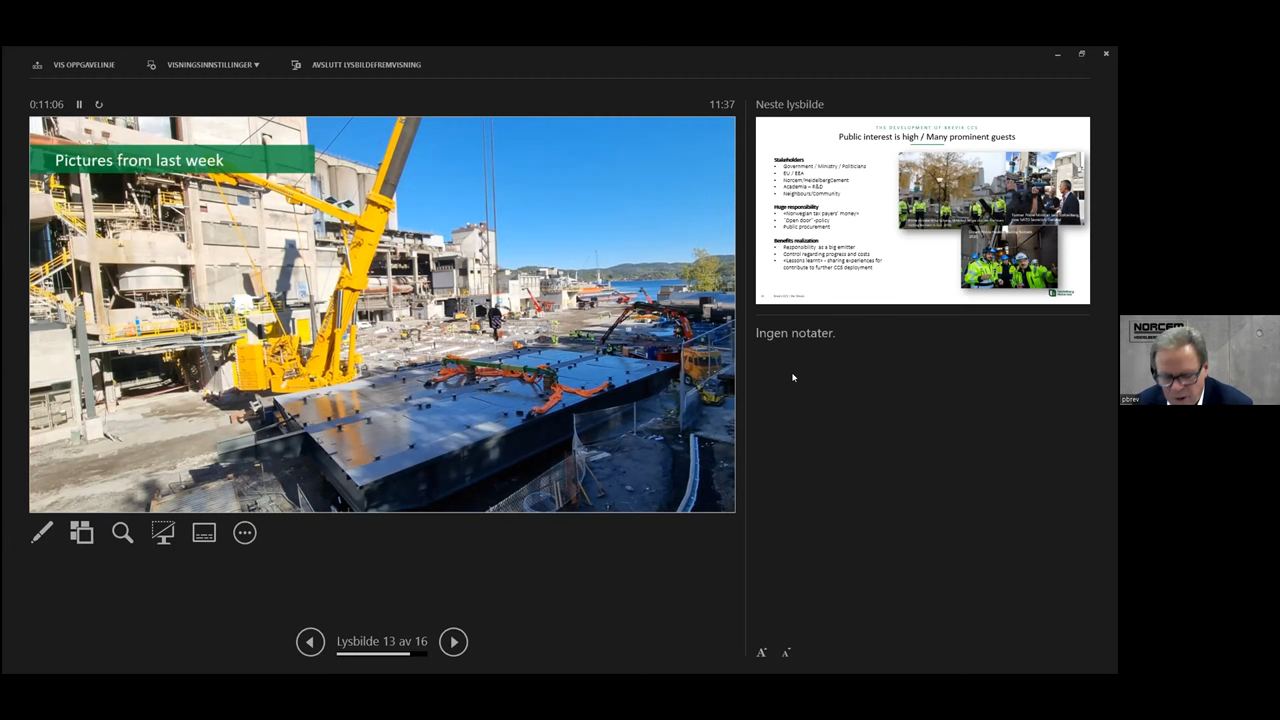 VIS OPPGAVELINJE
VISNINGSINNSTILLINGER ▼
AVSLUTT LYSBILDEFREMVISNING
0:11:06
11:37
Pictures from last week
Lysbilde 13 av 16
Neste lysbilde
THE DEVELOPMENT OF BREVIK CCS
Public interest is high / Many prominent guests
Stakeholders
• Government / Ministry / Politicians
• EU / EEA
• Norcem/HeidelbergCement
• Academia – R&D
• Neighbours/Community
Huge responsibility
• «Norwegian tax payers' money»
• "Open door"-policy
• Public procurement
Benefits realization
• Responsibility as a big emitter
• Control regarding progress and costs
• «Lessons learnt» - sharing experiences for
contribute to further CCS deployment
Heidelberg
Materials
Ingen notater.
A A
NORCEM
pbrev